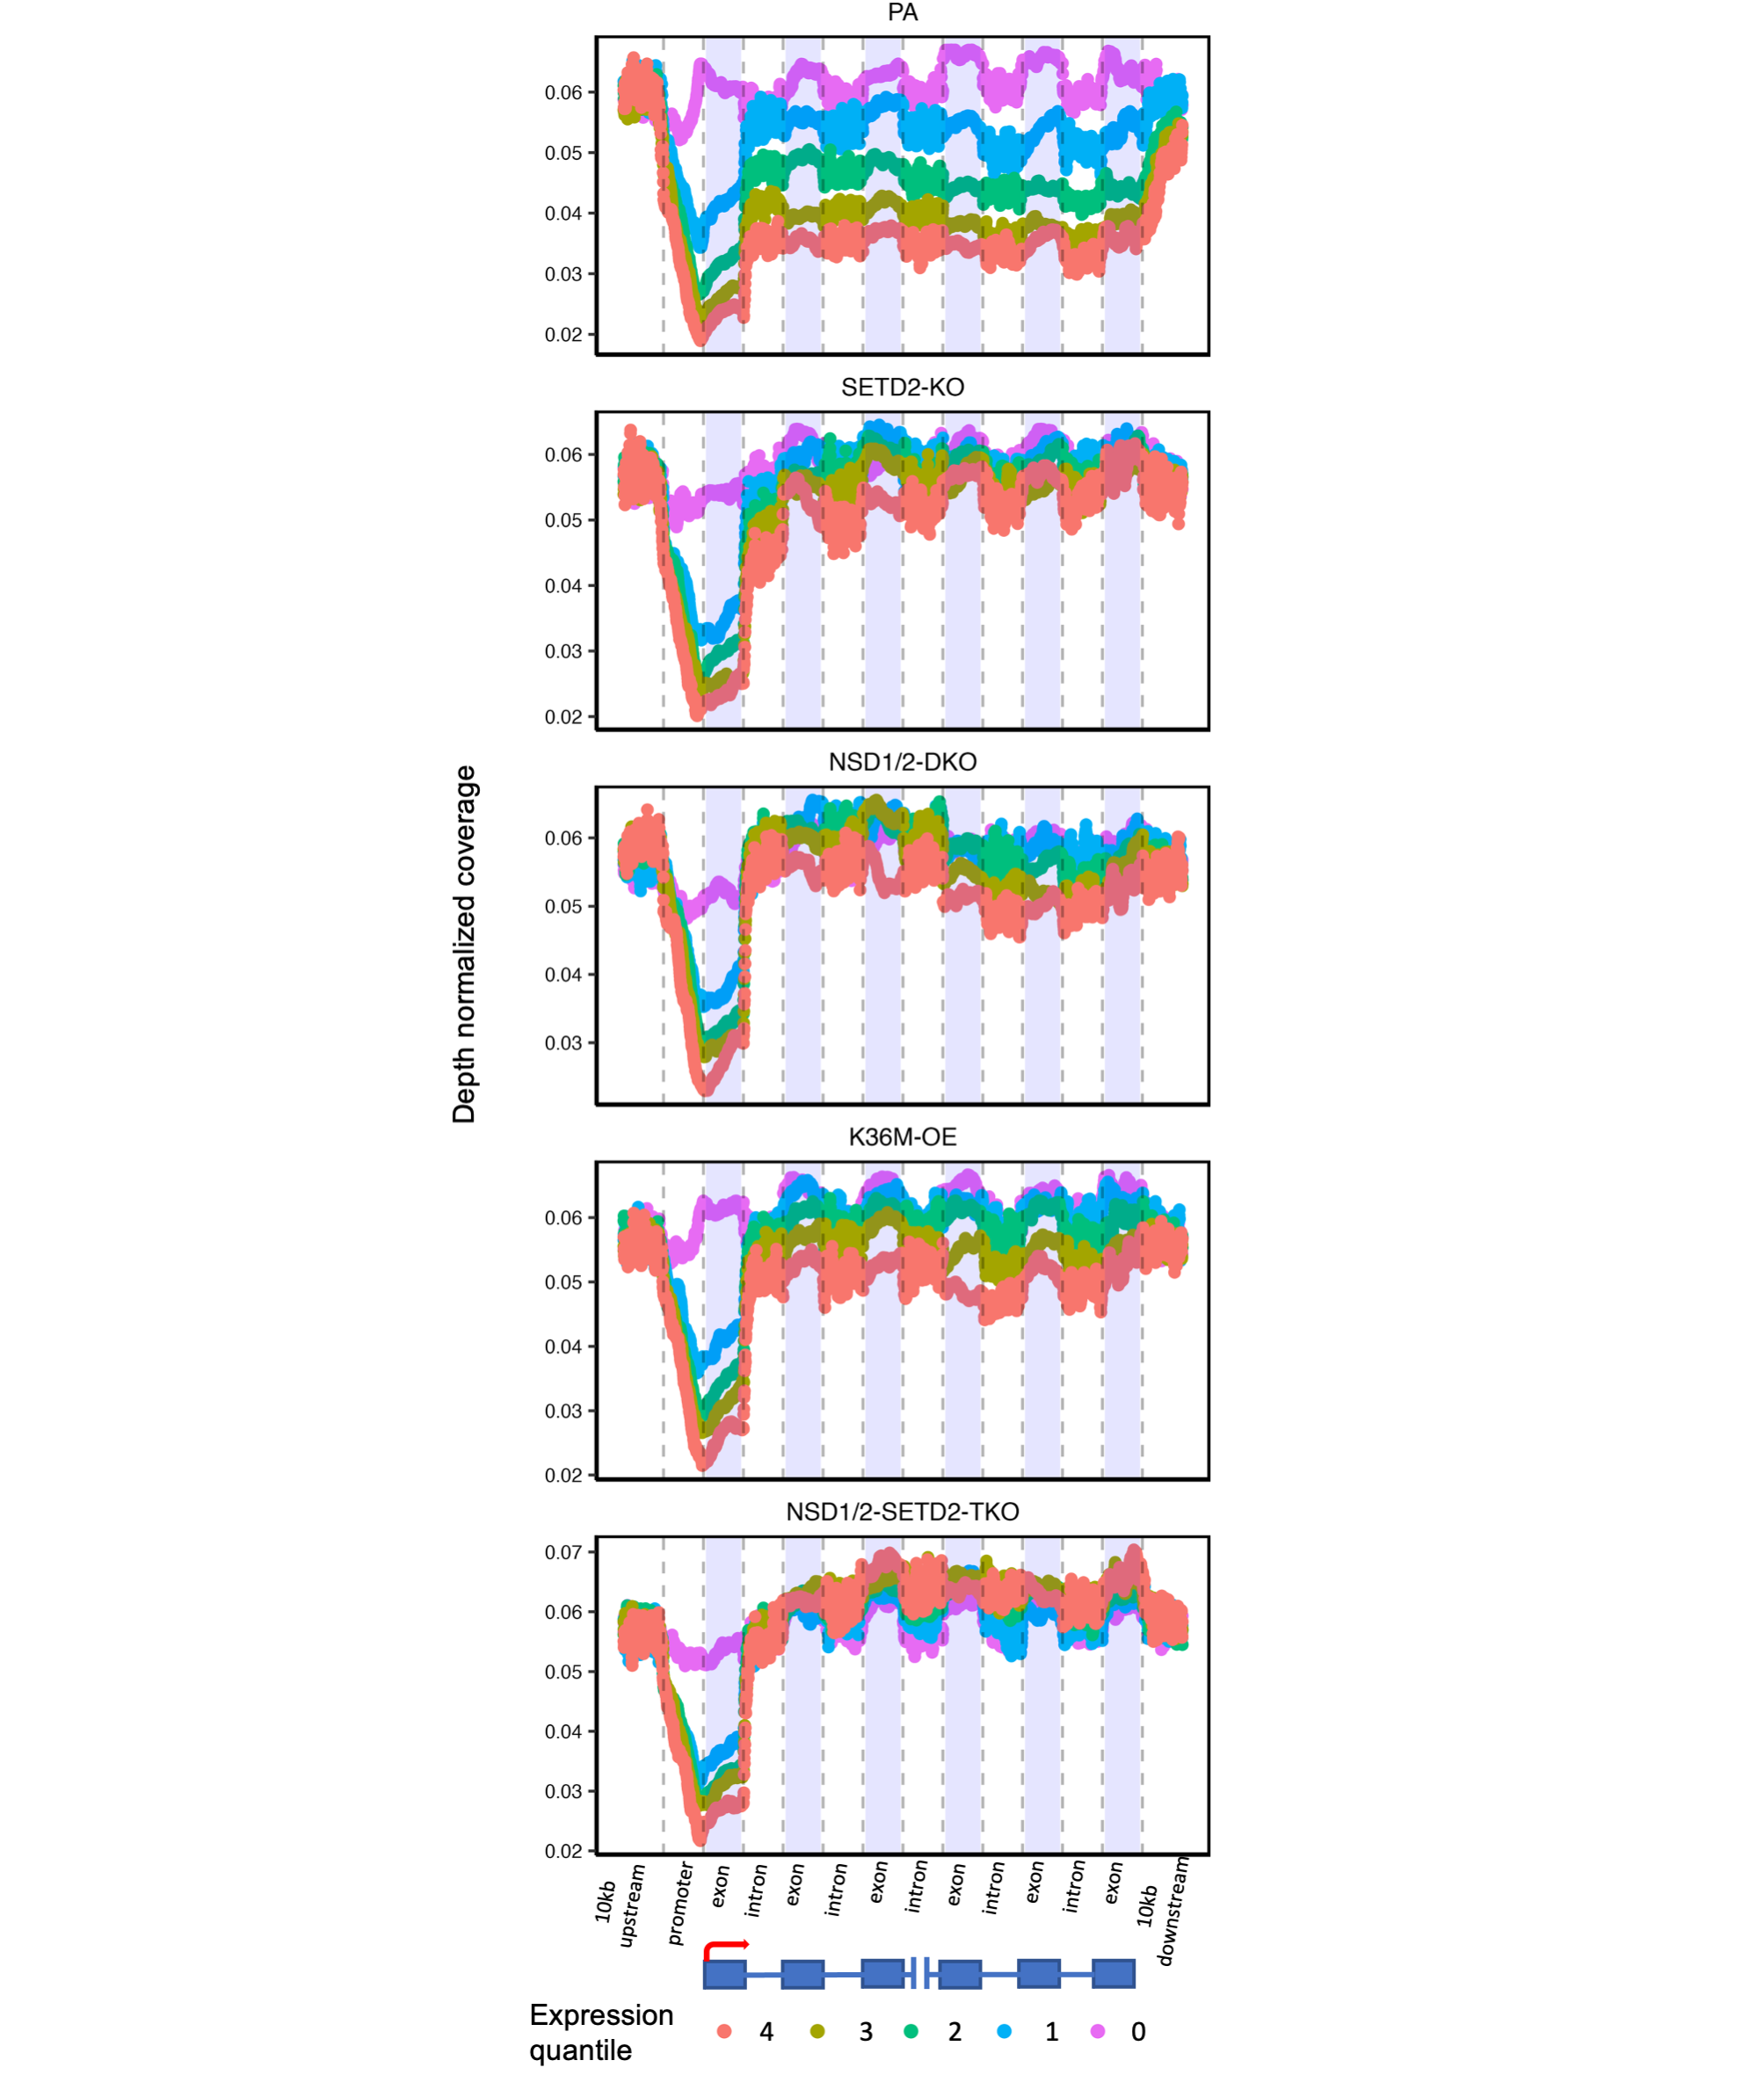 PA
0.06
0.05
0.04
0.03
0.02
SETD2-KO
0.06
0.05
0.04
0.03
0.02
NSD1/2-DKO
0.06
0.05
0.04
0.03
Depth normalized coverage
K36M-OE
0.06
0.05
0.04
0.03
0.02
NSD1/2-SETD2-TKO
0.07
0.06
0.05
0.04
0.03
0.02
10kb
upstream
promoter
exon
intron
exon
intron
exon
intron
exon
intron
exon
intron
exon
10kb
downstream
Expression
quantile
4 3 2 1 0